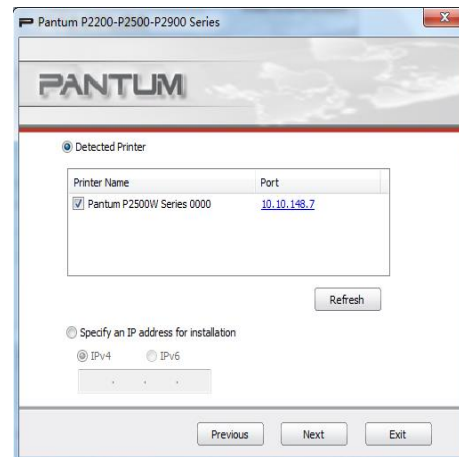 Pantum P2200-P2500-P2900 Series
PANTUM
Detected Printer
Printer Name Port
Pantum P2500W Series 0000 10.10.148.7
Refresh
Specify an IP address for installation
IPv4 IPv6
. . .
Previous Next Exit